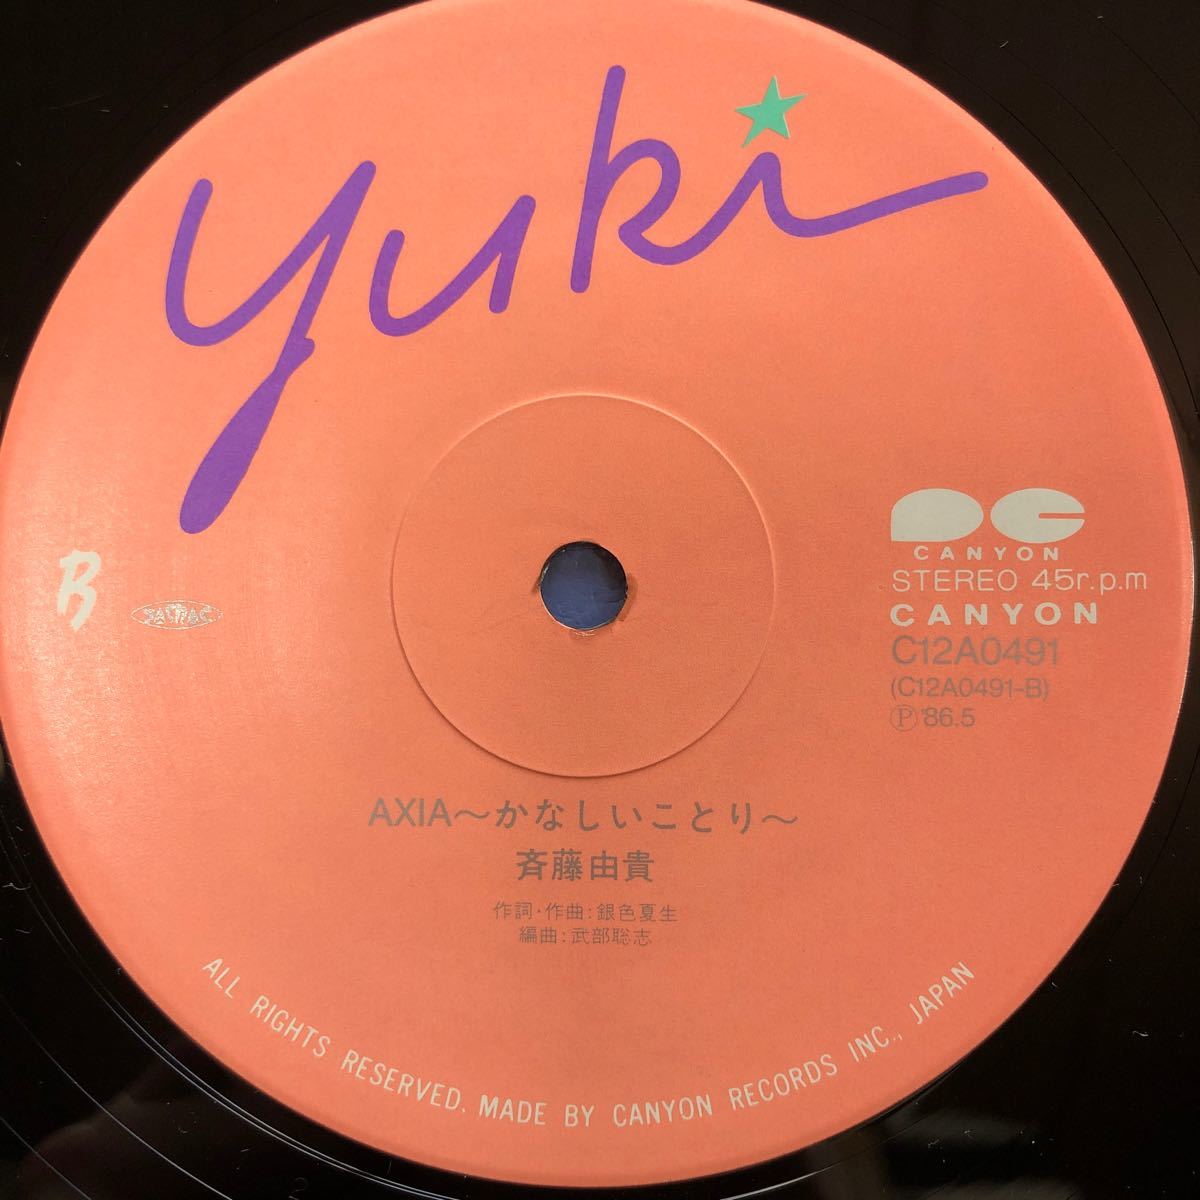 yuki
B
JASRAC
CANYON
STEREO 45r.p.m
CANYON
C12A0491
(C12A0491-B)
Ⓟ'86.5
AXIA～かなしいことり～
斉藤由貴
作詞・作曲:銀色夏生
編曲:武部聡志
ALL RIGHTS RESERVED. MADE BY CANYON RECORDS INC., JAPAN